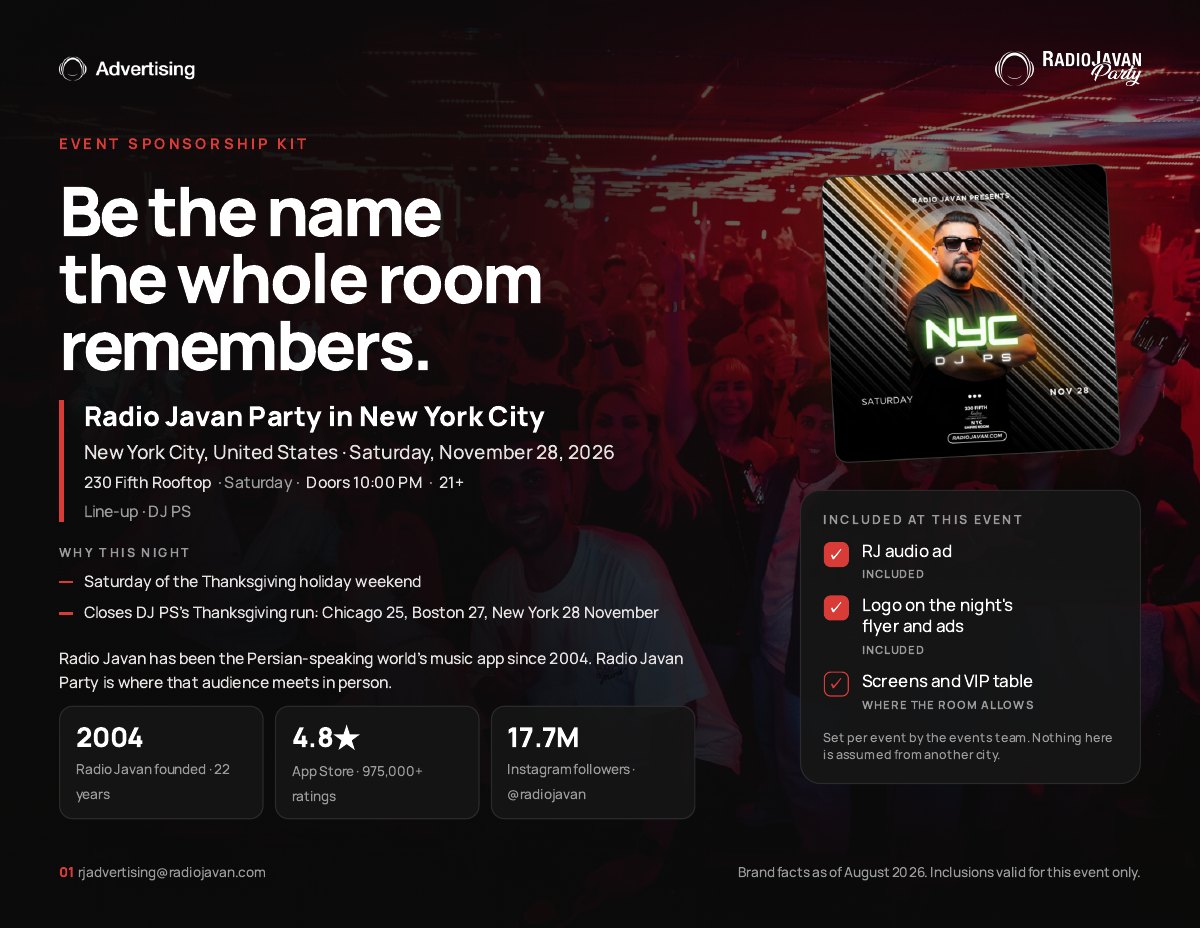 Advertising
RADIOJAVAN
Party
EVENT SPONSORSHIP KIT
Be the name
the whole room
remembers.
Radio Javan Party in New York City
New York City, United States · Saturday, November 28, 2026
230 Fifth Rooftop · Saturday · Doors 10:00 PM · 21+
Line-up · DJ PS
WHY THIS NIGHT
Saturday of the Thanksgiving holiday weekend
Closes DJ PS's Thanksgiving run: Chicago 25, Boston 27, New York 28 November
Radio Javan has been the Persian-speaking world's music app since 2004. Radio Javan
Party is where that audience meets in person.
2004
Radio Javan founded · 22
years
4.8★
App Store · 975,000+
ratings
17.7M
Instagram followers ·
@radiojavan
RADIO JAVAN PRESENTS
NYC
DJ PS
SATURDAY
NOV 28
230 FIFTH
NYC
EMPIRE ROOM
RADIOJAVAN.COM
INCLUDED AT THIS EVENT
RJ audio ad
INCLUDED
Logo on the night's
flyer and ads
INCLUDED
Screens and VIP table
WHERE THE ROOM ALLOWS
Set per event by the events team. Nothing here
is assumed from another city.
01 rjadvertising@radiojavan.com
Brand facts as of August 2026. Inclusions valid for this event only.